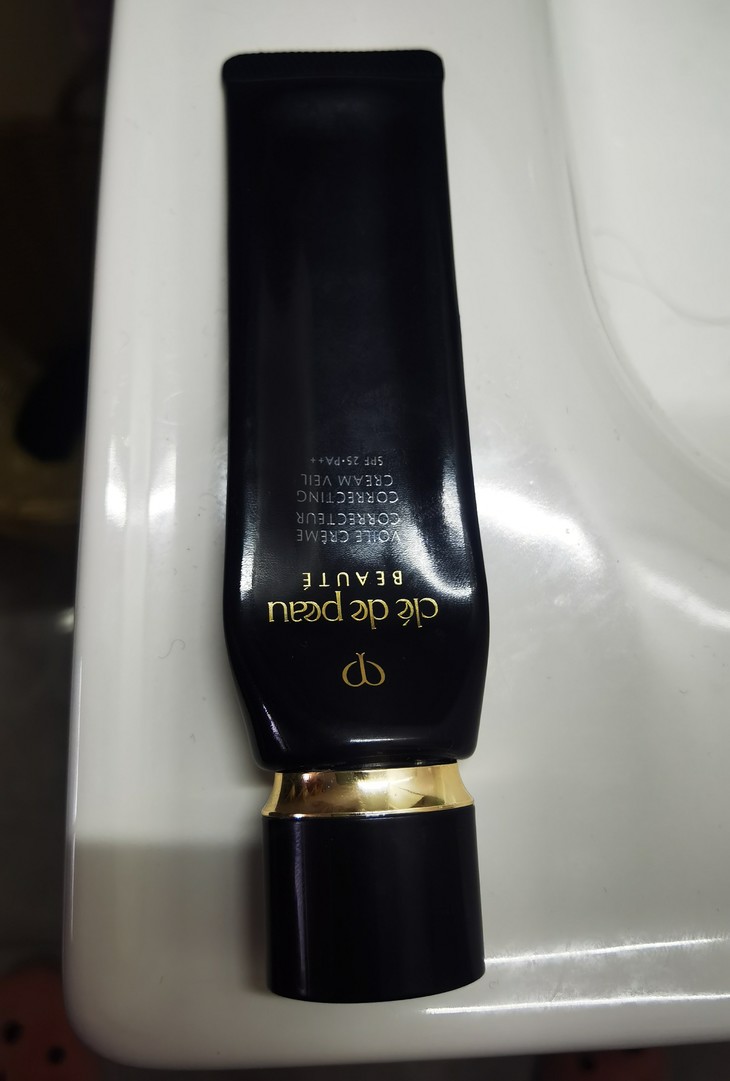 clé de peau
BEAUTÉ
VOILE CRÈME
CORRECTEUR
CORRECTING
CREAM VEIL
SPF 25•PA++